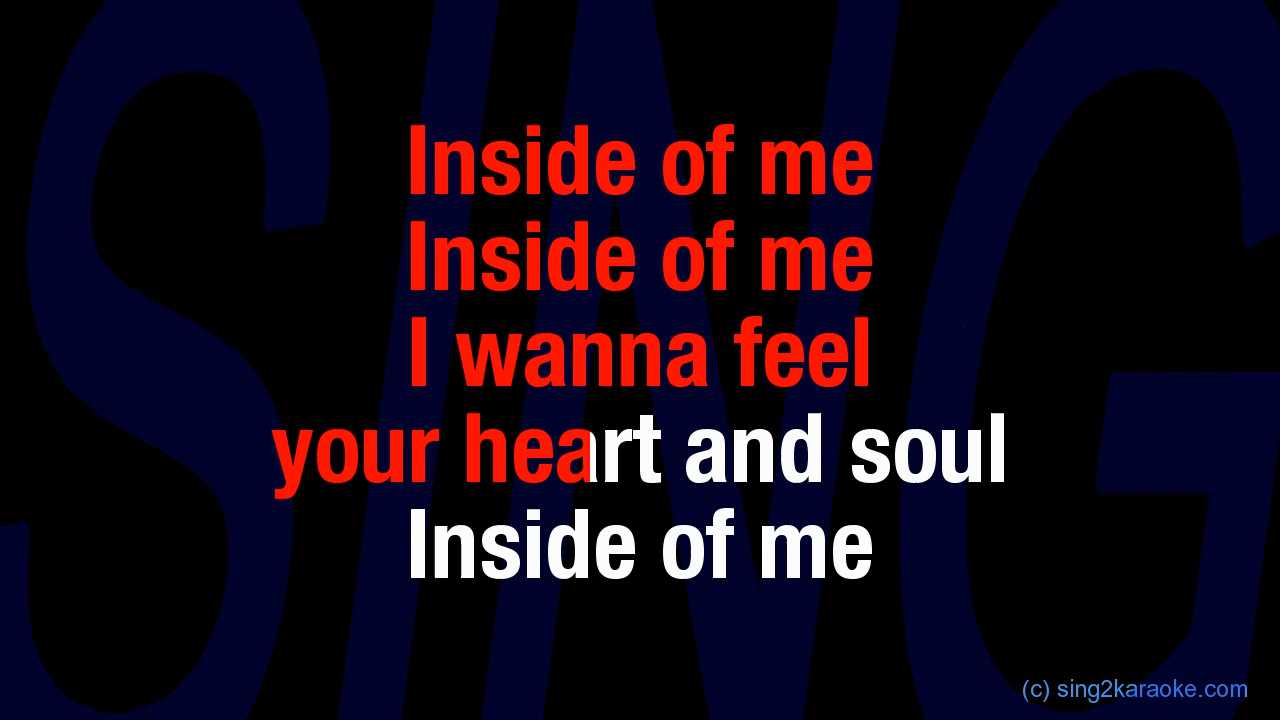 SING
Inside of me
Inside of me
I wanna feel
your heart and soul
Inside of me
(c) sing2karaoke.com